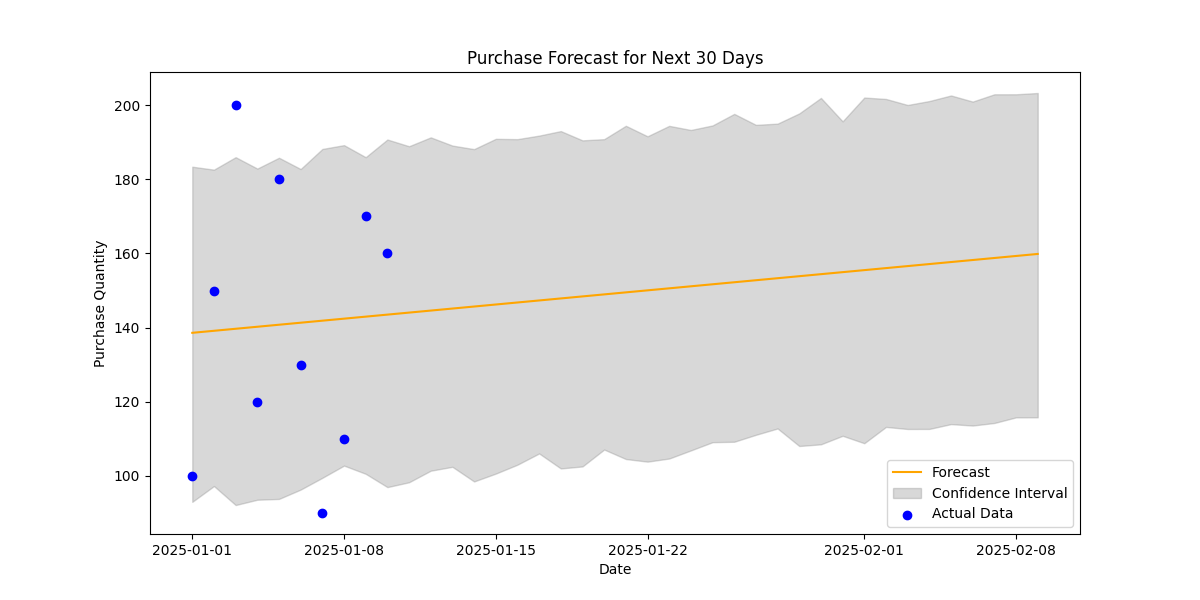 Purchase Forecast for Next 30 Days
200
180
160
140
120
100
Purchase Quantity
Forecast
Confidence Interval
Actual Data
2025-01-01
2025-01-08
2025-01-15
2025-01-22
2025-02-01
2025-02-08
Date